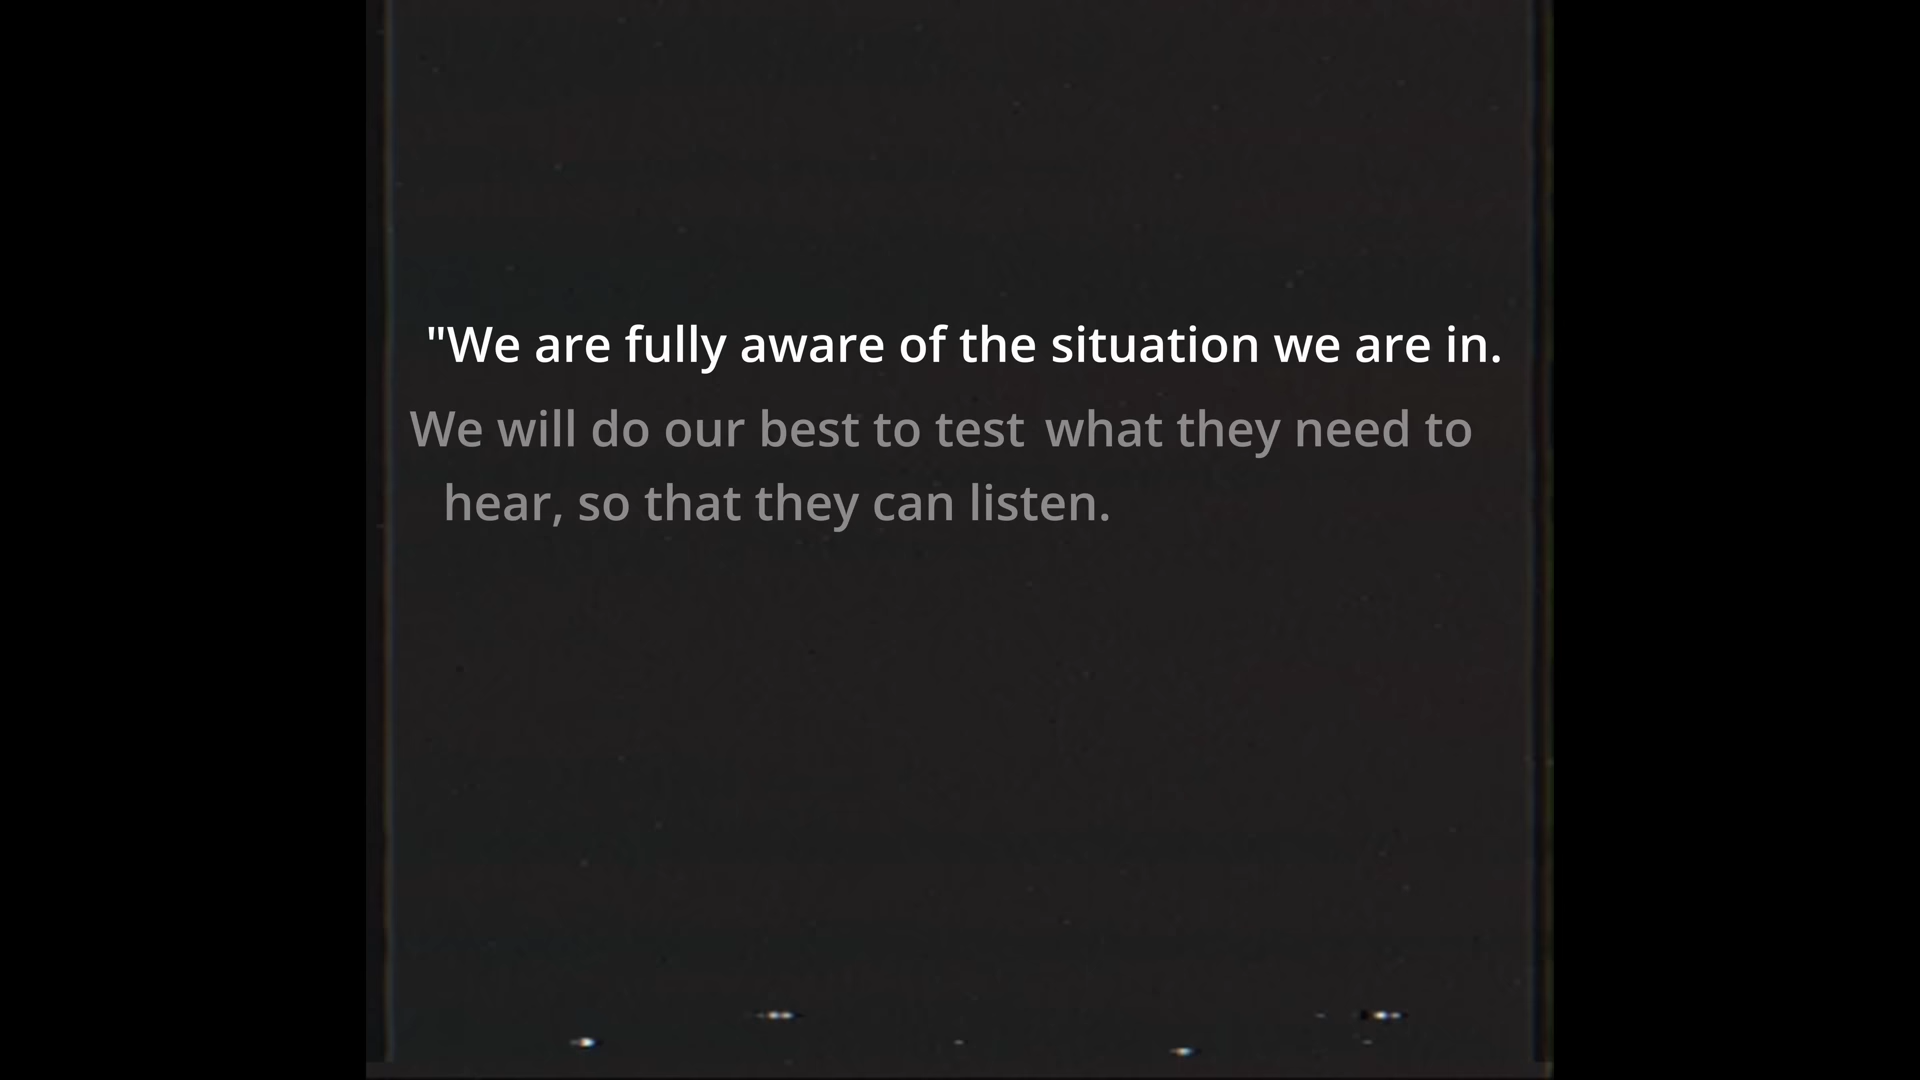 "We are fully aware of the situation we are in.
We will do our best to test what they need to
hear, so that they can listen.